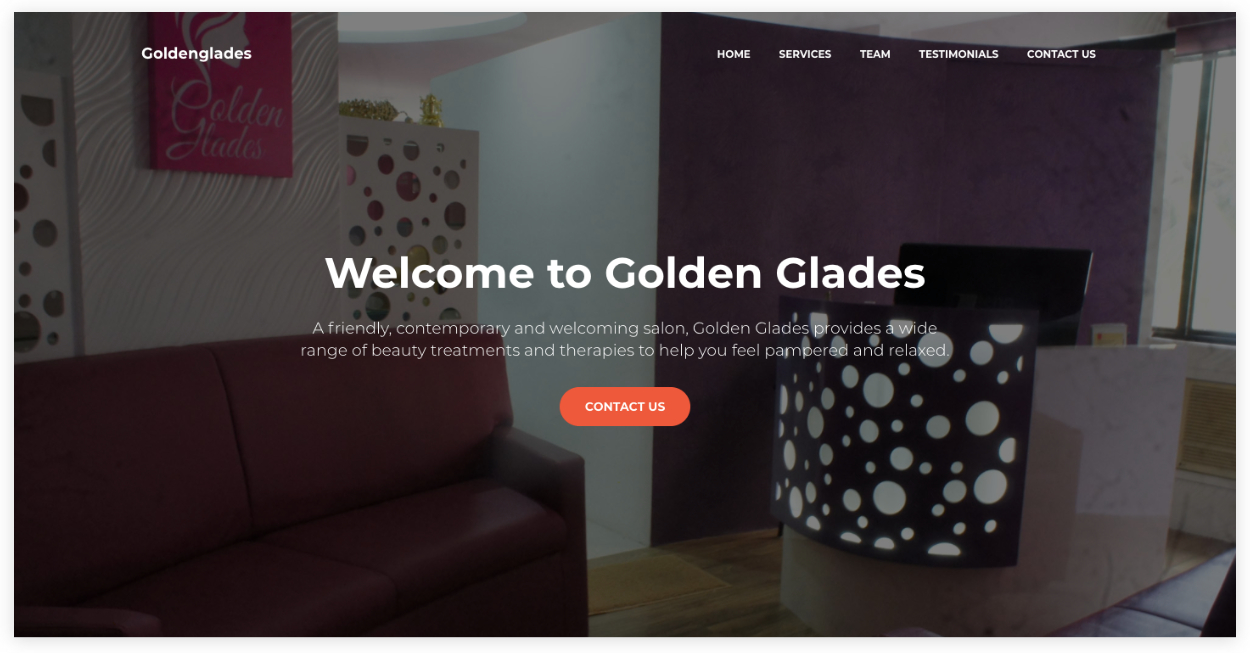 Goldenglades
HOME SERVICES TEAM TESTIMONIALS CONTACT US
Golden
Glades
Welcome to Golden Glades
A friendly, contemporary and welcoming salon, Golden Glades provides a wide
range of beauty treatments and therapies to help you feel pampered and relaxed.
CONTACT US